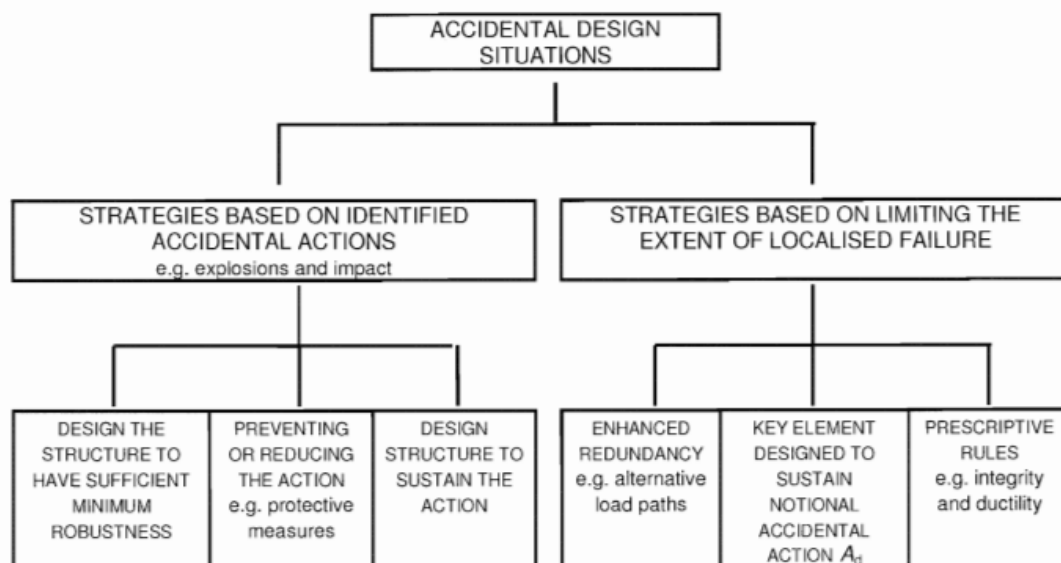 ACCIDENTAL DESIGN
SITUATIONS
STRATEGIES BASED ON IDENTIFIED
ACCIDENTAL ACTIONS
e.g. explosions and impact
STRATEGIES BASED ON LIMITING THE
EXTENT OF LOCALISED FAILURE
DESIGN THE
STRUCTURE TO
HAVE SUFFICIENT
MINIMUM
ROBUSTNESS
PREVENTING
OR REDUCING
THE ACTION
e.g. protective
measures
DESIGN
STRUCTURE TO
SUSTAIN THE
ACTION
ENHANCED
REDUNDANCY
e.g. alternative
load paths
KEY ELEMENT
DESIGNED TO
SUSTAIN
NOTIONAL
ACCIDENTAL
ACTION Ad
PRESCRIPTIVE
RULES
e.g. integrity
and ductility